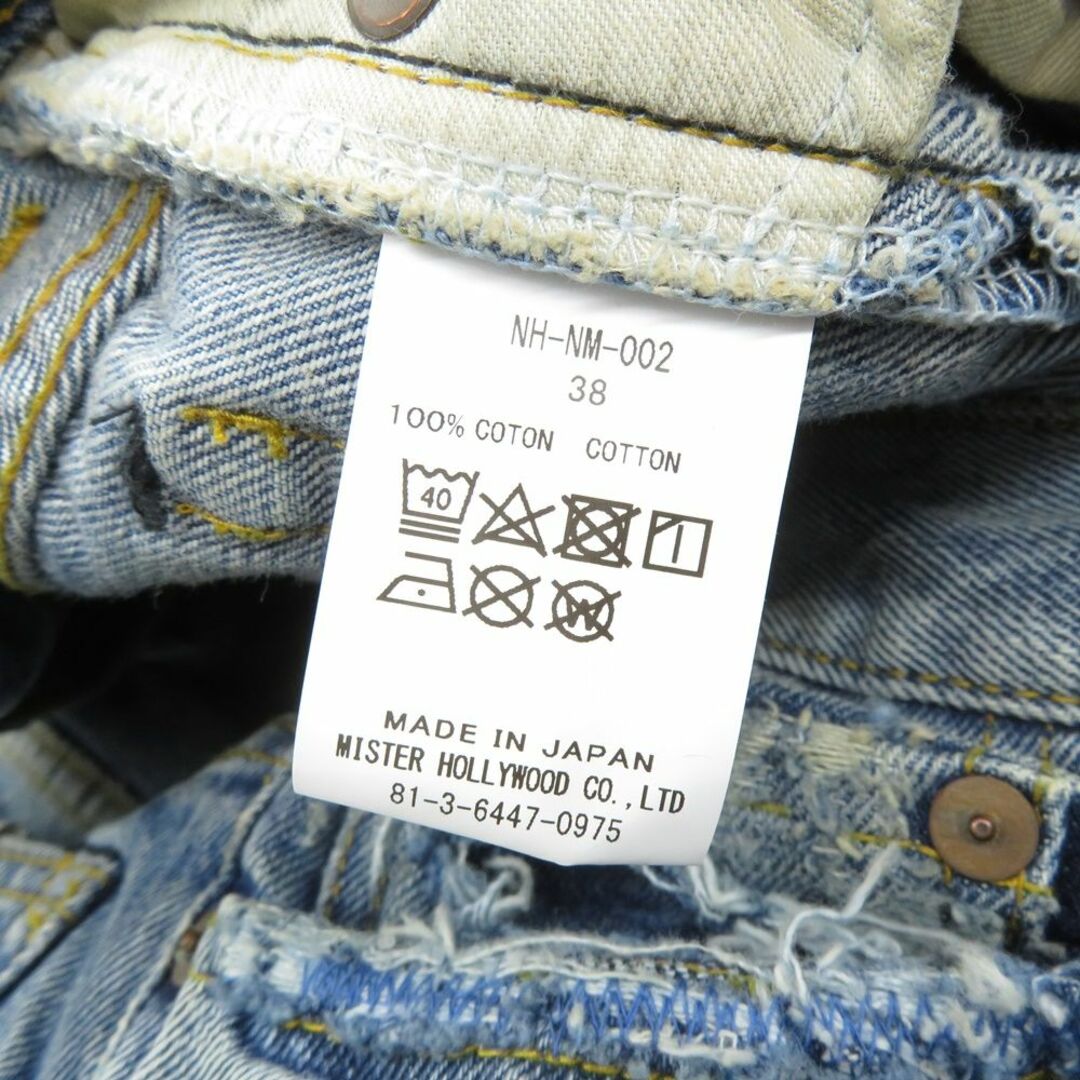 NH-NM-002
38
100% COTON COTTON
40
W
MADE IN JAPAN
MISTER HOLLYWOOD CO.,LTD
81-3-6447-0975